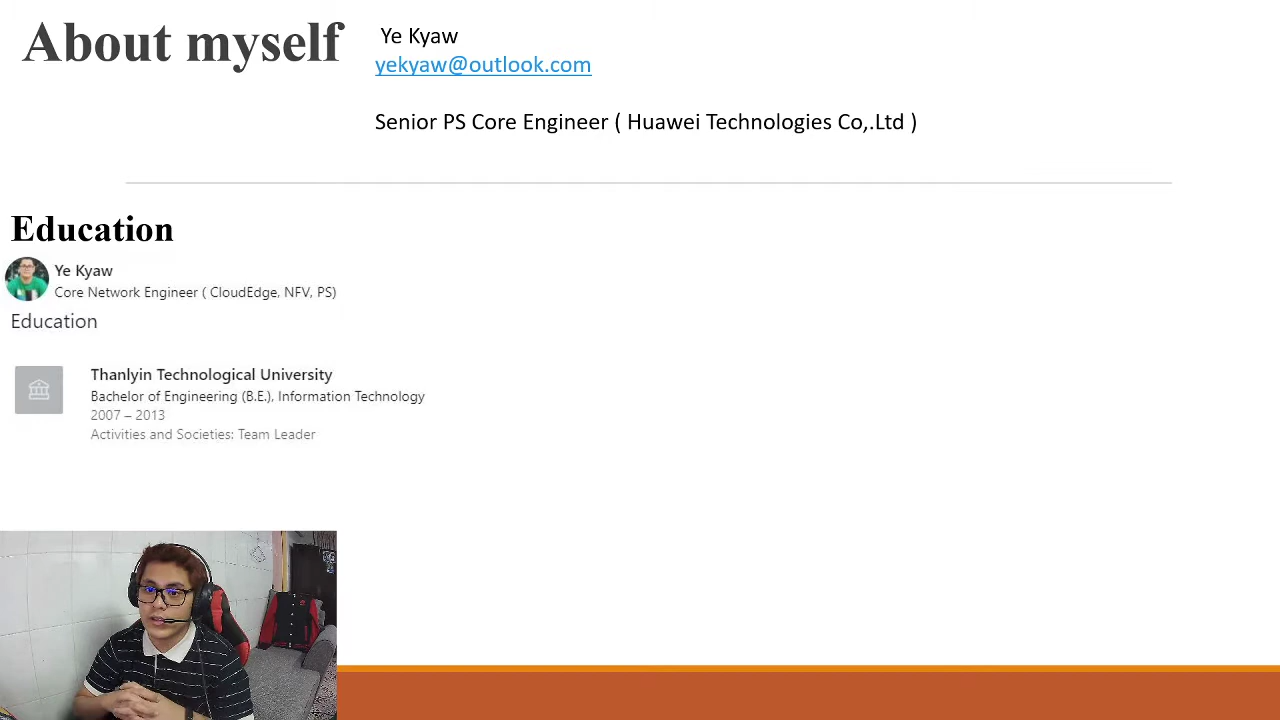 About myself
Ye Kyaw
yekyaw@outlook.com
Senior PS Core Engineer ( Huawei Technologies Co,.Ltd )
Education
Ye Kyaw
Core Network Engineer ( CloudEdge, NFV, PS)
Education
Thanlyin Technological University
Bachelor of Engineering (B.E.), Information Technology
2007 – 2013
Activities and Societies: Team Leader